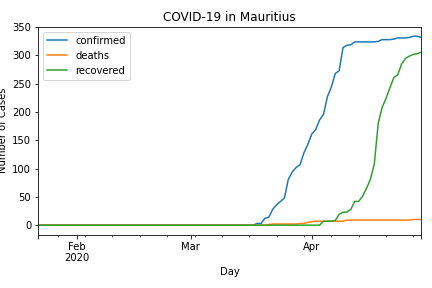 COVID-19 in Mauritius
350
300
250
200
150
100
50
0
Number of Cases
confirmed
deaths
recovered
Feb
2020
Mar
Apr
Day